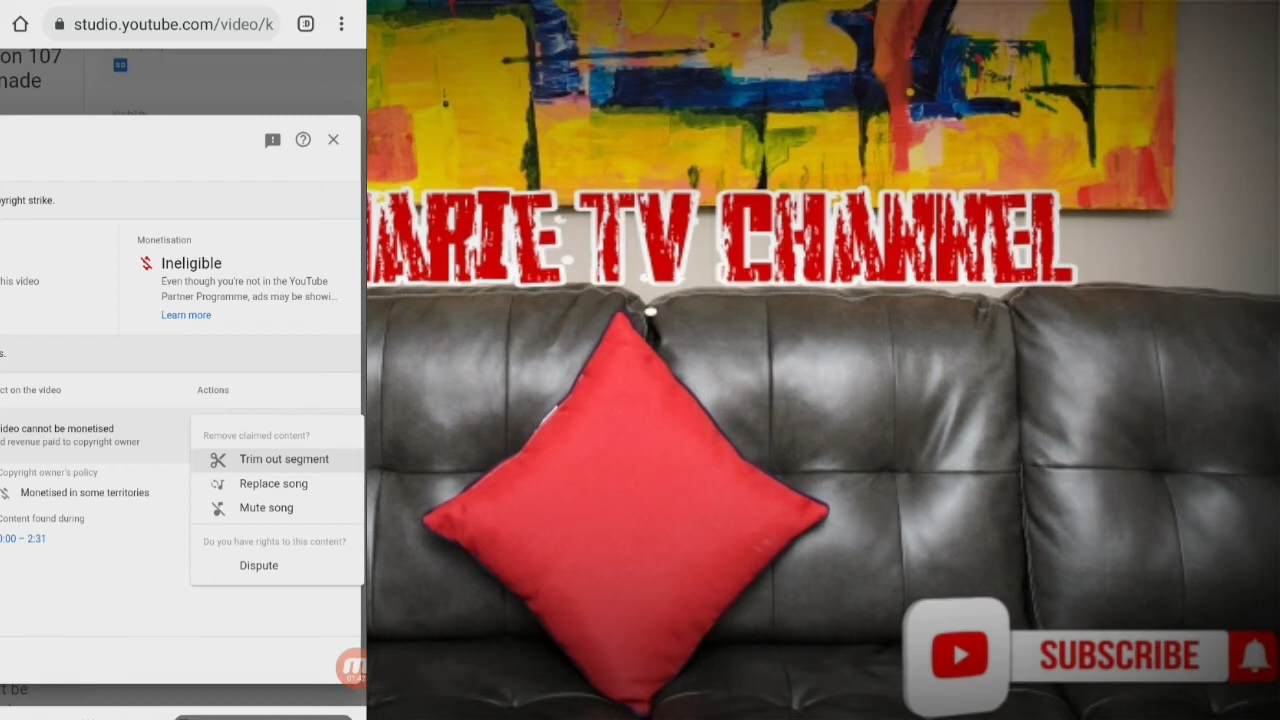 studio.youtube.com/video/k
:D
on 107
nade
Visibility
yright strike.
Monetisation
Ineligible
his video
Even though you're not in the YouTube
Partner Programme, ads may be showi...
Learn more
s.
ct on the video
Actions
ideo cannot be monetised
d revenue paid to copyright owner
Copyright owner's policy
Monetised in some territories
Content found during
0:00 – 2:31
Remove claimed content?
Trim out segment
Replace song
Mute song
Do you have rights to this content?
Dispute
't be
ARIE TV CHANNEL
SUBSCRIBE